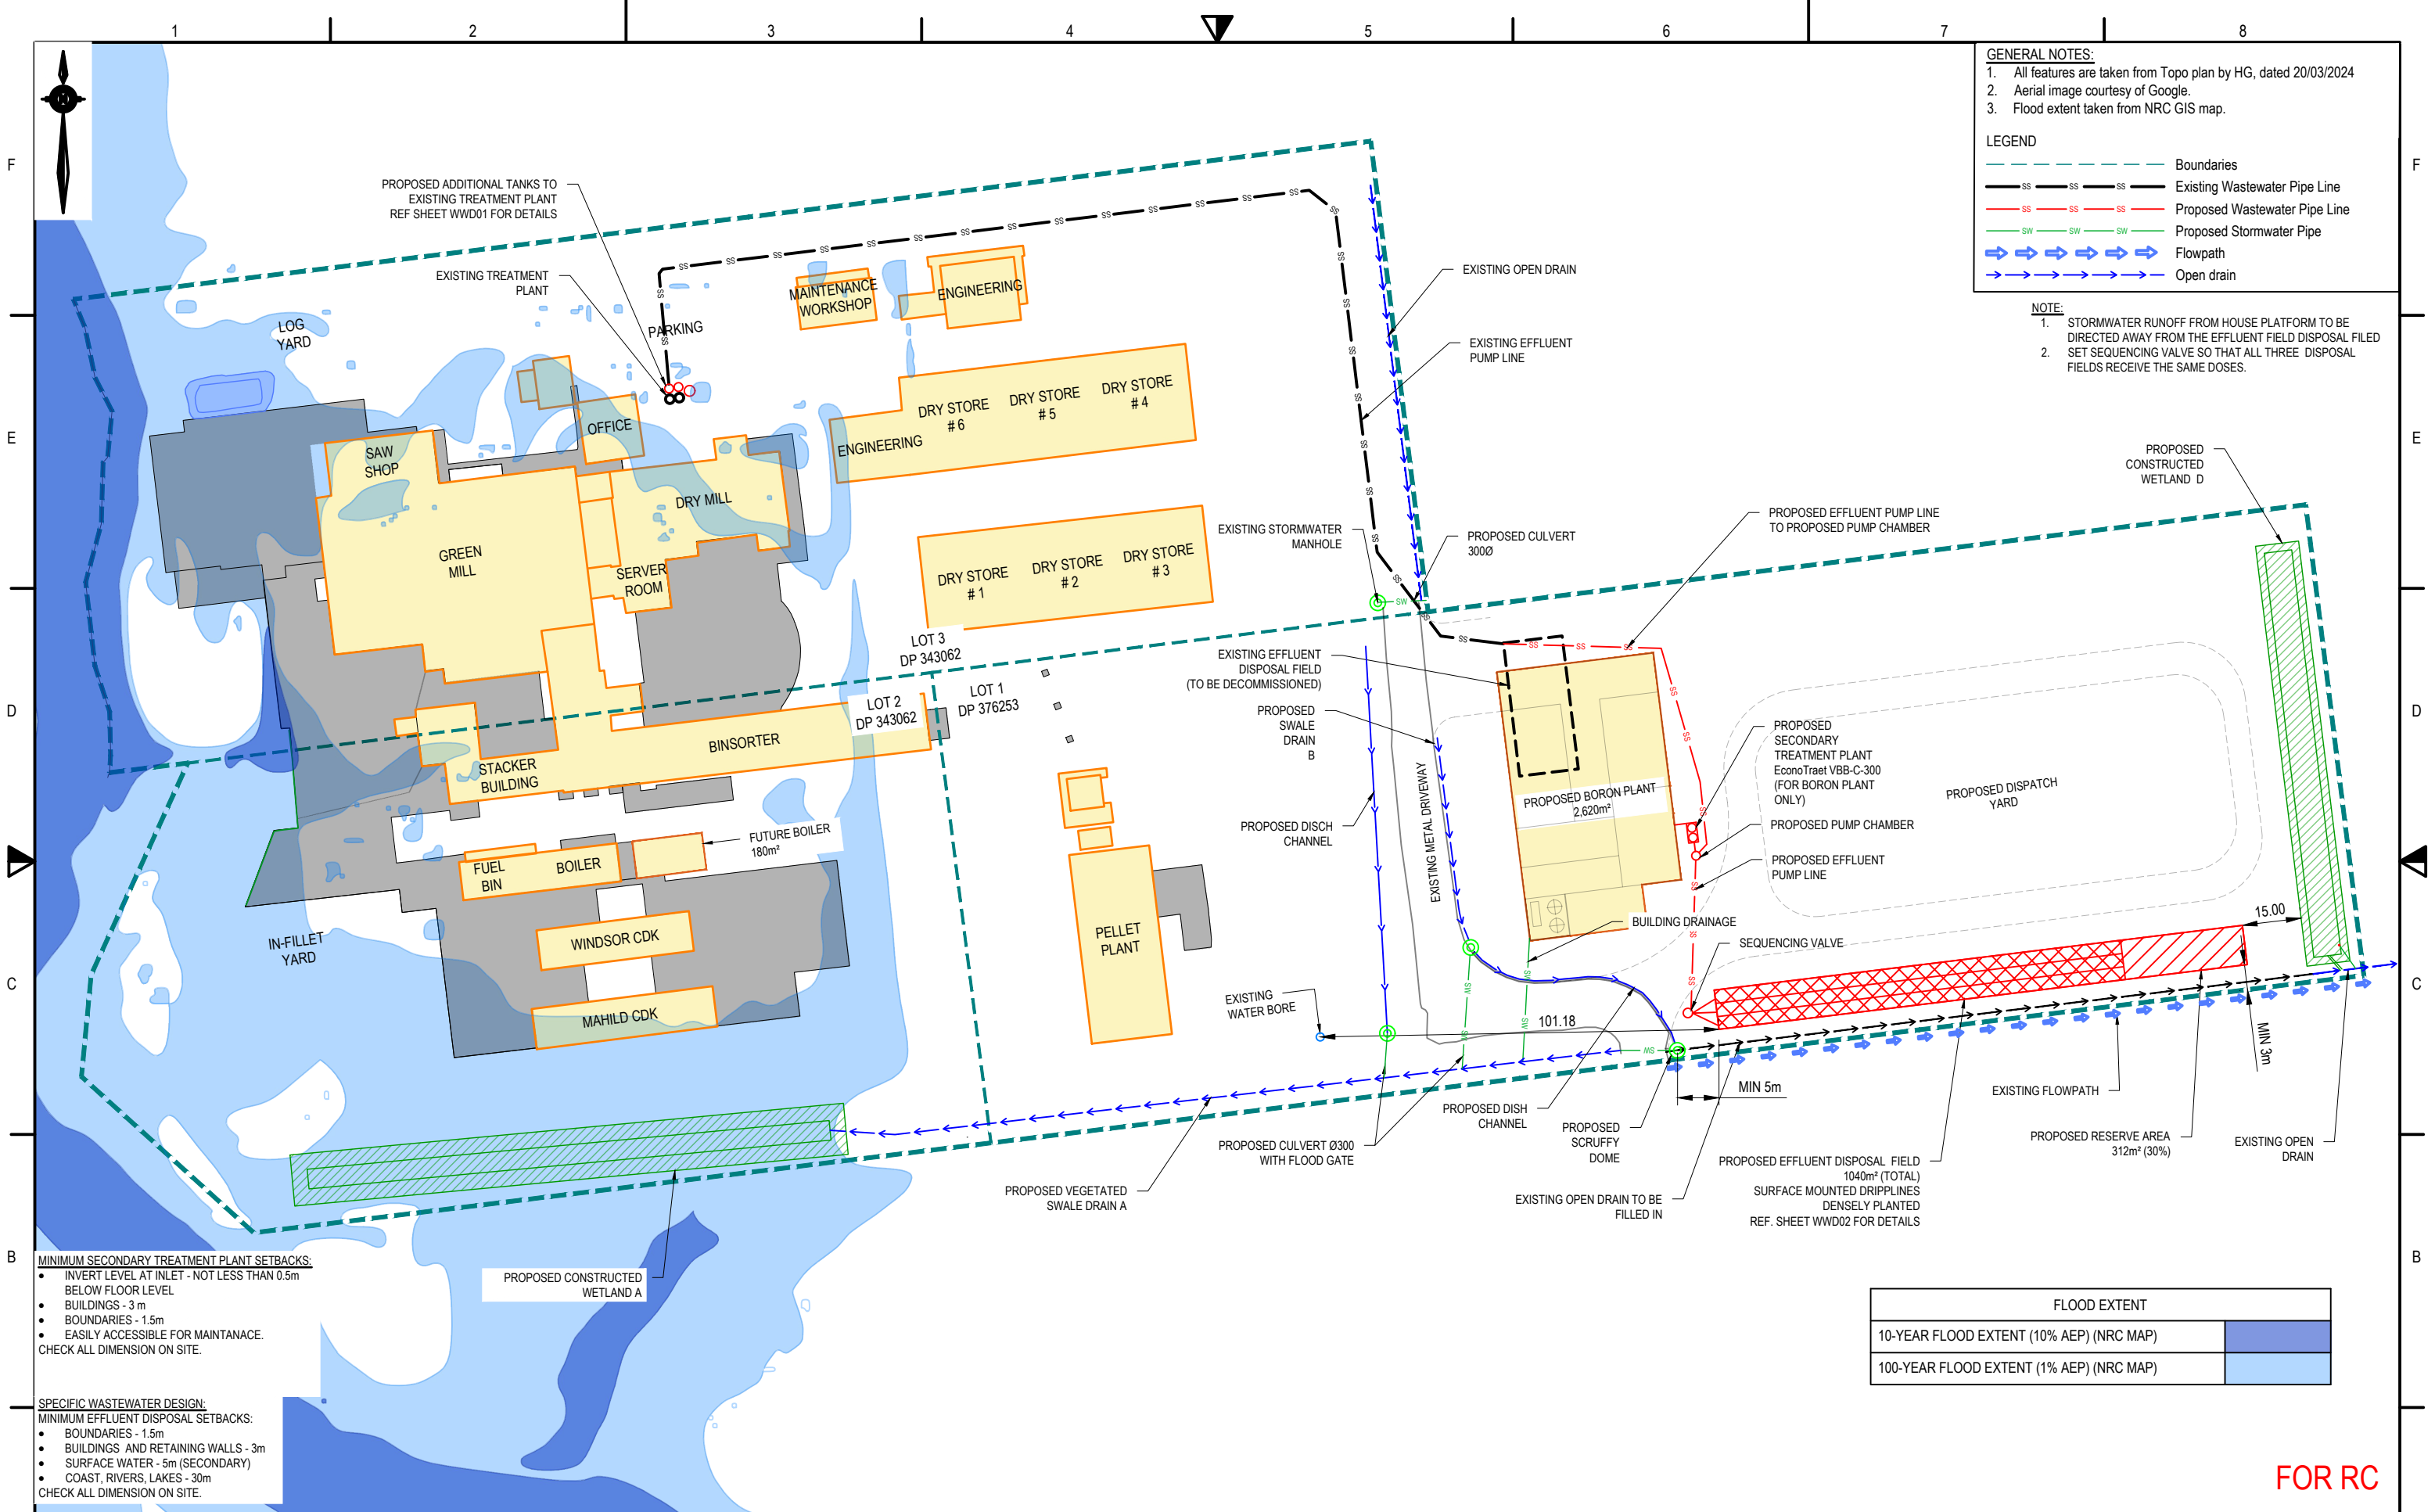 1 2 3 4 5 6 7 8
F
E
D
C
B
F
E
D
C
B
GENERAL NOTES:
1. All features are taken from Topo plan by HG, dated 20/03/2024
2. Aerial image courtesy of Google.
3. Flood extent taken from NRC GIS map.
LEGEND
Boundaries
SS SS SS Existing Wastewater Pipe Line
SS SS SS Proposed Wastewater Pipe Line
SW SW SW Proposed Stormwater Pipe
Flowpath
Open drain
NOTE:
1. STORMWATER RUNOFF FROM HOUSE PLATFORM TO BE
DIRECTED AWAY FROM THE EFFLUENT FIELD DISPOSAL FILED
2. SET SEQUENCING VALVE SO THAT ALL THREE DISPOSAL
FIELDS RECEIVE THE SAME DOSES.
PROPOSED ADDITIONAL TANKS TO
EXISTING TREATMENT PLANT
REF SHEET WWD01 FOR DETAILS
EXISTING TREATMENT
PLANT
LOG
YARD
PARKING
MAINTENANCE
WORKSHOP
ENGINEERING
EXISTING OPEN DRAIN
EXISTING EFFLUENT
PUMP LINE
OFFICE
SAW
SHOP
GREEN
MILL
DRY MILL
SERVER
ROOM
ENGINEERING
DRY STORE
# 6
DRY STORE
# 5
DRY STORE
# 4
DRY STORE
# 1
DRY STORE
# 2
DRY STORE
# 3
EXISTING STORMWATER
MANHOLE
PROPOSED CULVERT
300Ø
PROPOSED EFFLUENT PUMP LINE
TO PROPOSED PUMP CHAMBER
PROPOSED
CONSTRUCTED
WETLAND D
LOT 3
DP 343062
LOT 2
DP 343062
LOT 1
DP 376253
EXISTING EFFLUENT
DISPOSAL FIELD
(TO BE DECOMMISSIONED)
PROPOSED
SWALE
DRAIN
B
PROPOSED DISCH
CHANNEL
EXISTING METAL DRIVEWAY
PROPOSED BORON PLANT
2,620m²
PROPOSED
SECONDARY
TREATMENT PLANT
EconoTraet VBB-C-300
(FOR BORON PLANT
ONLY)
PROPOSED PUMP CHAMBER
PROPOSED EFFLUENT
PUMP LINE
PROPOSED DISPATCH
YARD
BINSORTER
STACKER
BUILDING
FUTURE BOILER
180m²
FUEL
BIN
BOILER
WINDSOR CDK
MAHILD CDK
IN-FILLET
YARD
PELLET
PLANT
BUILDING DRAINAGE
SEQUENCING VALVE
15.00
EXISTING
WATER BORE
101.18
MIN 5m
MIN 3m
EXISTING FLOWPATH
PROPOSED DISH
CHANNEL
PROPOSED
SCRUFFY
DOME
PROPOSED CULVERT Ø300
WITH FLOOD GATE
PROPOSED RESERVE AREA
312m² (30%)
EXISTING OPEN
DRAIN
PROPOSED EFFLUENT DISPOSAL FIELD
1040m² (TOTAL)
SURFACE MOUNTED DRIPPLINES
DENSELY PLANTED
REF. SHEET WWD02 FOR DETAILS
PROPOSED VEGETATED
SWALE DRAIN A
EXISTING OPEN DRAIN TO BE
FILLED IN
PROPOSED CONSTRUCTED
WETLAND A
MINIMUM SECONDARY TREATMENT PLANT SETBACKS:
• INVERT LEVEL AT INLET - NOT LESS THAN 0.5m
BELOW FLOOR LEVEL
• BUILDINGS - 3 m
• BOUNDARIES - 1.5m
• EASILY ACCESSIBLE FOR MAINTANACE.
CHECK ALL DIMENSION ON SITE.
SPECIFIC WASTEWATER DESIGN:
MINIMUM EFFLUENT DISPOSAL SETBACKS:
• BOUNDARIES - 1.5m
• BUILDINGS AND RETAINING WALLS - 3m
• SURFACE WATER - 5m (SECONDARY)
• COAST, RIVERS, LAKES - 30m
CHECK ALL DIMENSION ON SITE.
FLOOD EXTENT
10-YEAR FLOOD EXTENT (10% AEP) (NRC MAP)
100-YEAR FLOOD EXTENT (1% AEP) (NRC MAP)
FOR RC